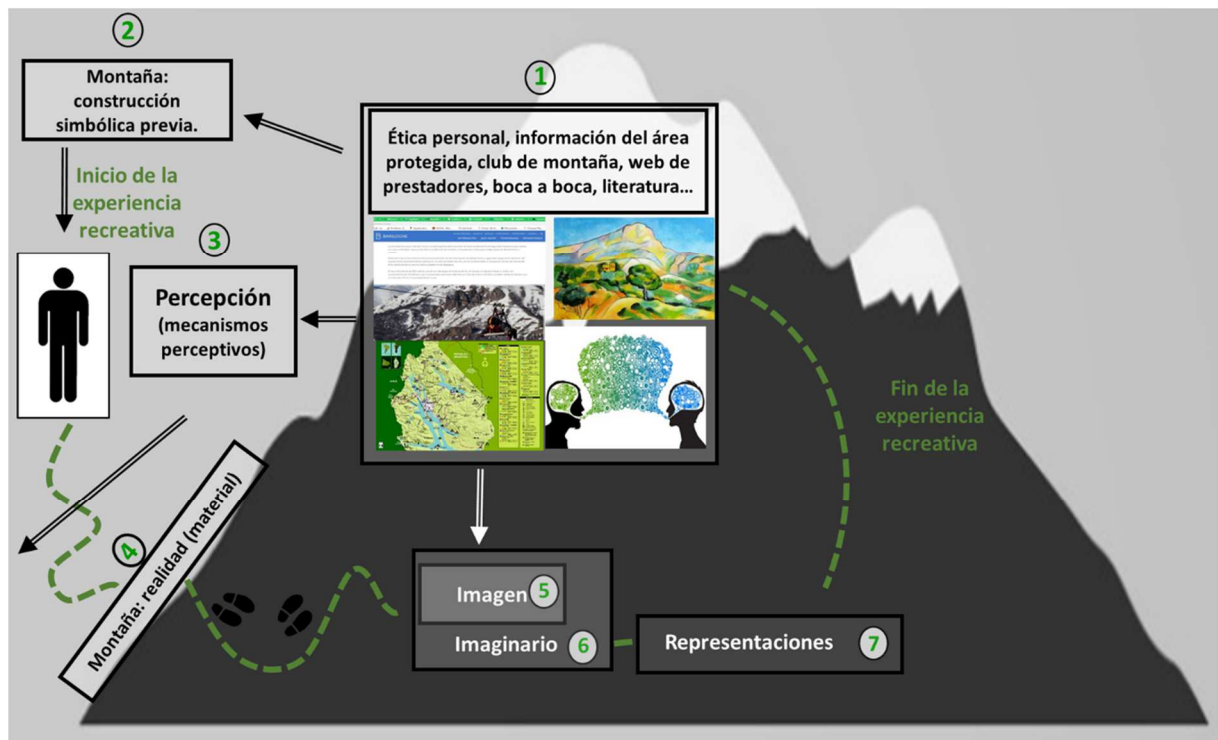 2
Montaña:
construcción
simbólica previa.
1
Ética personal, información del área
protegida, club de montaña, web de
prestadores, boca a boca, literatura...
Inicio de la
experiencia
recreativa
3
Percepción
(mecanismos
perceptivos)
Fin de la
experiencia
recreativa
4
Montaña: realidad (material)
Imagen 5
Imaginario 6
Representaciones 7